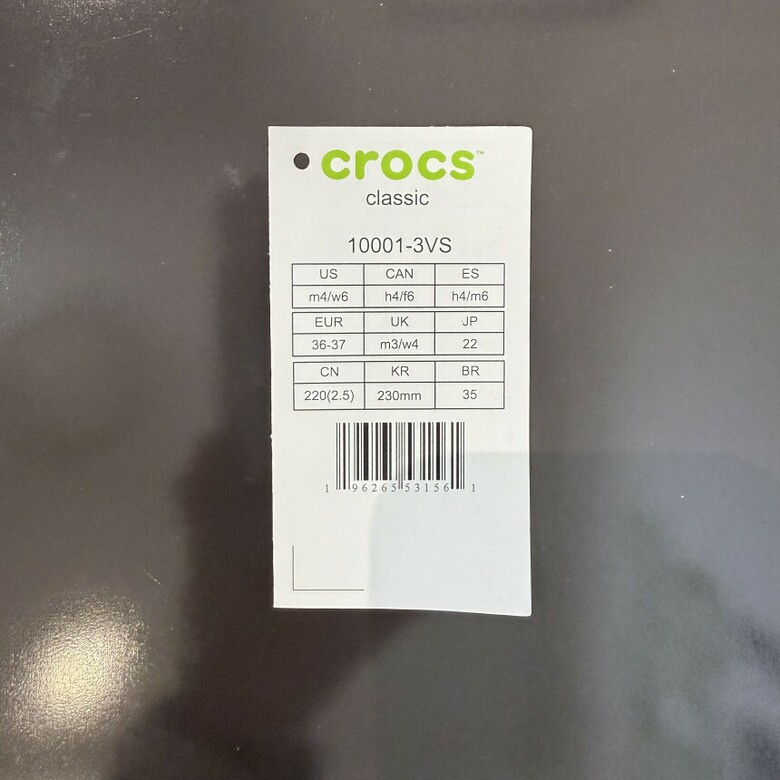 crocs™
classic
10001-3VS
US CAN ES
m4/w6 h4/f6 h4/m6
EUR UK JP
36-37 m3/w4 22
CN KR BR
220(2.5) 230mm 35
1 96265 53156 1